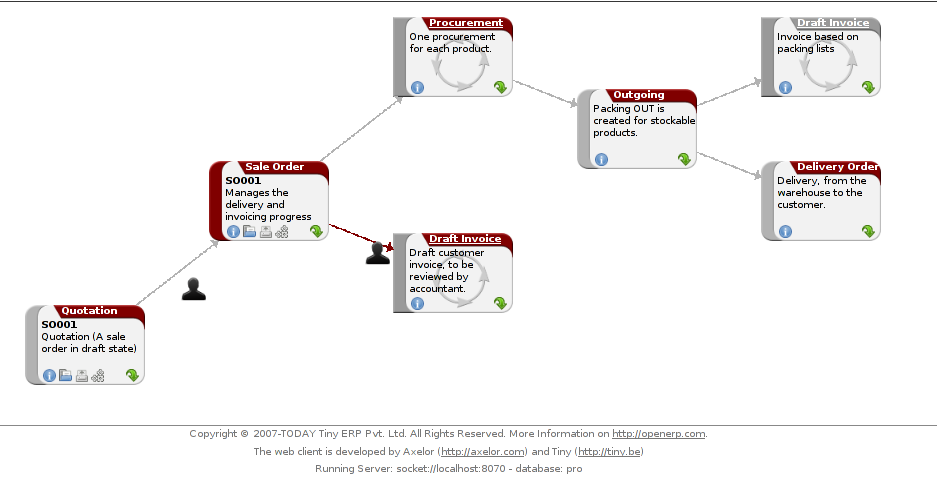 Procurement
One procurement
for each product.
Draft Invoice
Invoice based on
packing lists
Outgoing
Packing OUT is
created for stockable
products.
Sale Order
SO001
Manages the
delivery and
invoicing progress
Delivery Order
Delivery, from the
warehouse to the
customer.
Draft Invoice
Draft customer
invoice, to be
reviewed by
accountant.
Quotation
SO001
Quotation (A sale
order in draft state)
Copyright © 2007-TODAY Tiny ERP Pvt. Ltd. All Rights Reserved. More Information on http://openerp.com.
The web client is developed by Axelor (http://axelor.com) and Tiny (http://tiny.be)
Running Server: socket://localhost:8070 - database: pro